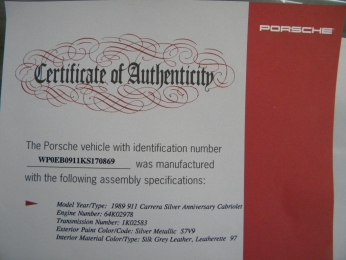 PORSCHE
Certificate of Authenticity
The Porsche vehicle with identification number
WP0EB0911KS170869 was manufactured
with the following assembly specifications:
Model Year/Type: 1989 911 Carrera Silver Anniversary Cabriolet
Engine Number: 64K02978
Transmission Number: 1K02583
Exterior Paint Color/Code: Silver Metallic S7V9
Interior Material Color/Type: Silk Grey Leather, Leatherette 97